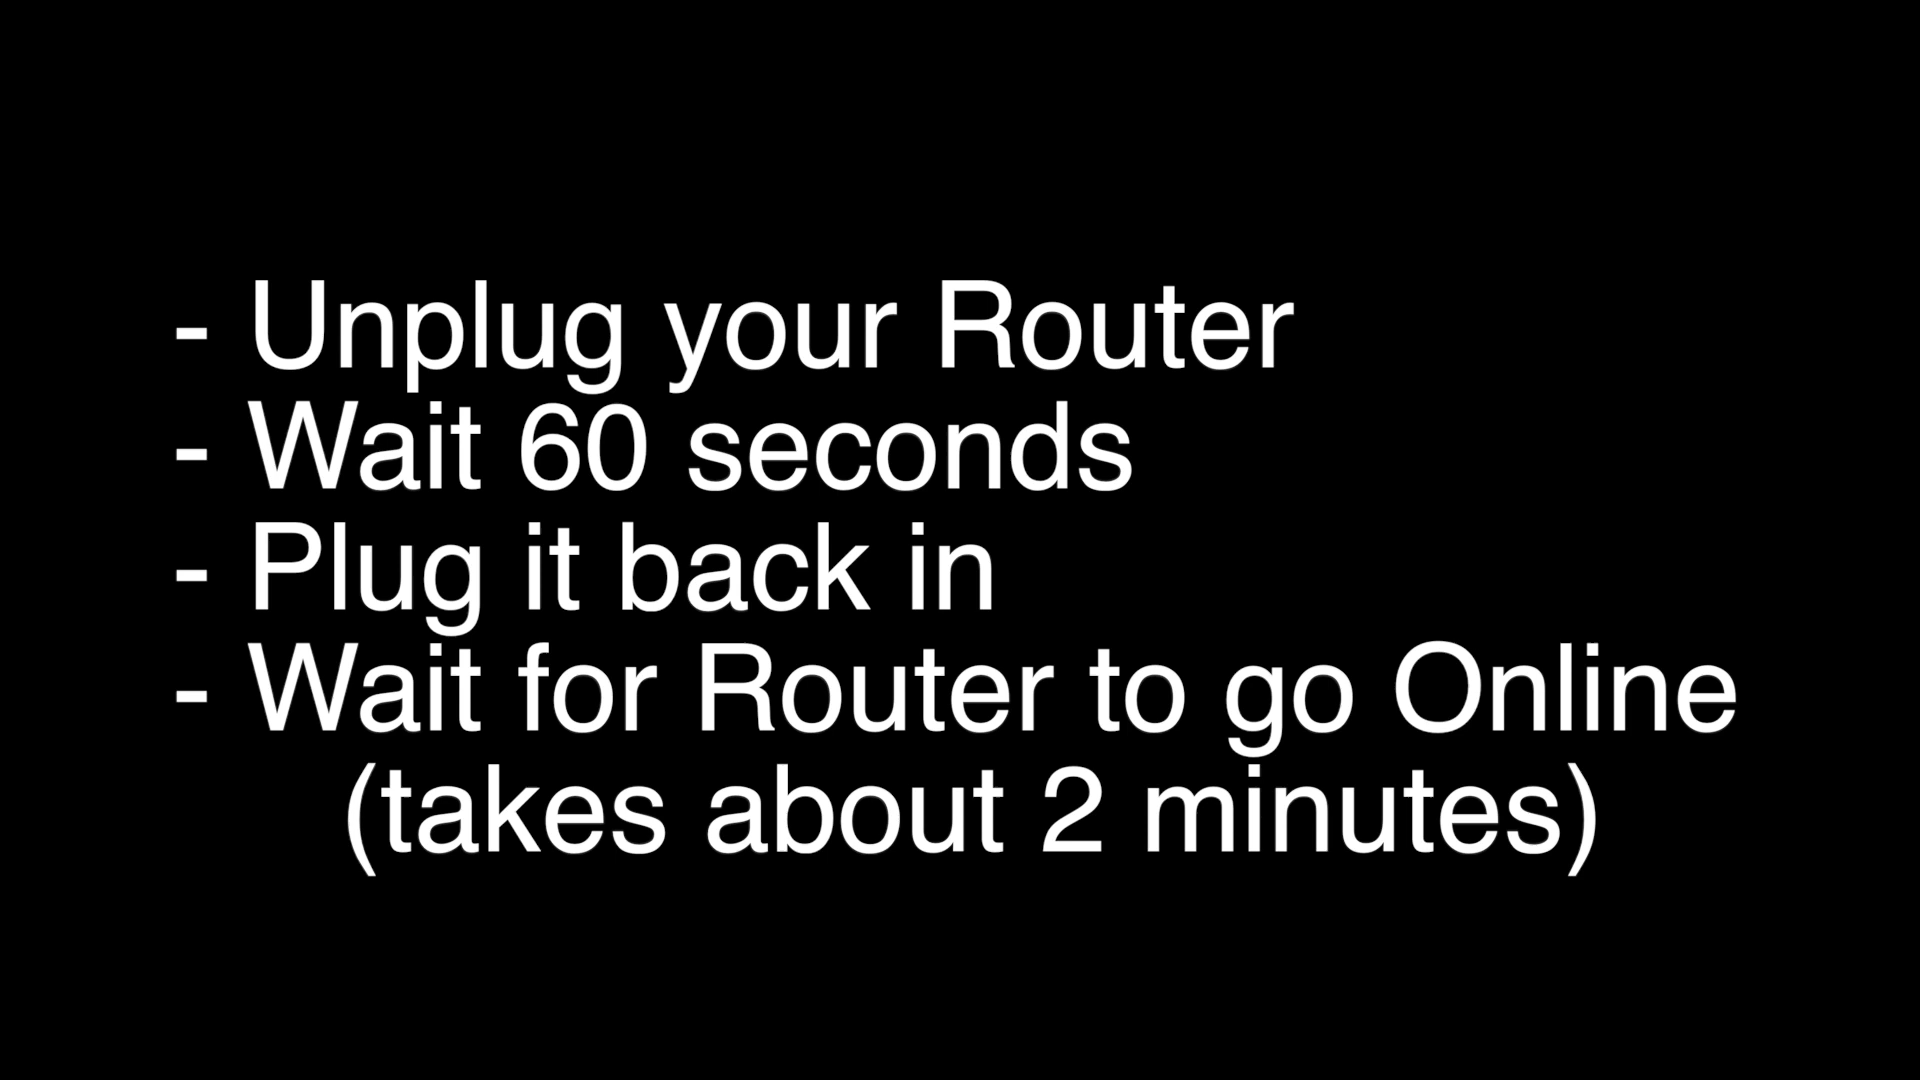 - Unplug your Router
- Wait 60 seconds
- Plug it back in
- Wait for Router to go Online
(takes about 2 minutes)